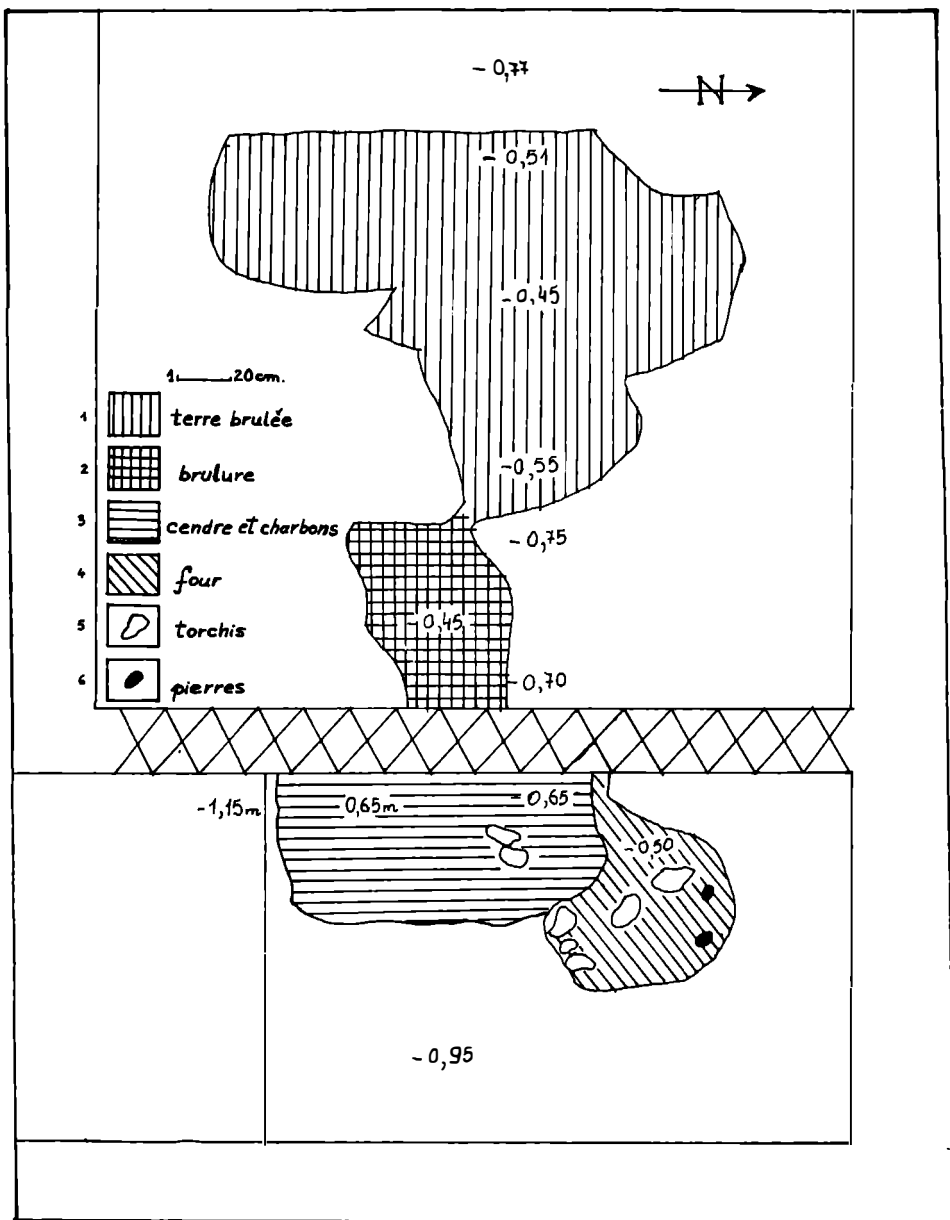 - 0,77
N
- 0,51
- 0,45
1 20cm.
1 terre brulée
- 0,55
2 brulure
3 cendre et charbons
- 0,75
4 four
5 torchis
- 0,45
6 pierres
- 0,70
-1,15m 0,65m -0,65
-0,50
- 0,95